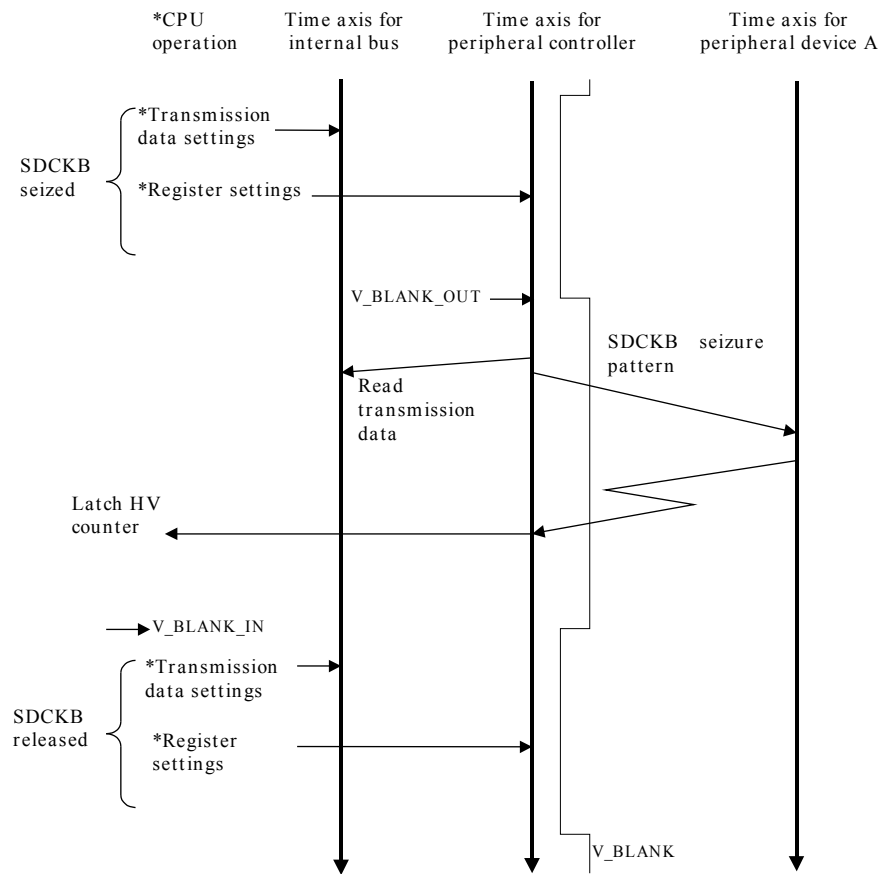 *CPU
operation
Time axis for
internal bus
Time axis for
peripheral controller
Time axis for
peripheral device A
*Transmission
data settings
SDCKB
seized
*Register settings
V_BLANK_OUT
SDCKB seizure
pattern
Read
transmission
data
Latch HV
counter
V_BLANK_IN
*Transmission
data settings
SDCKB
released
*Register
settings
V_BLANK